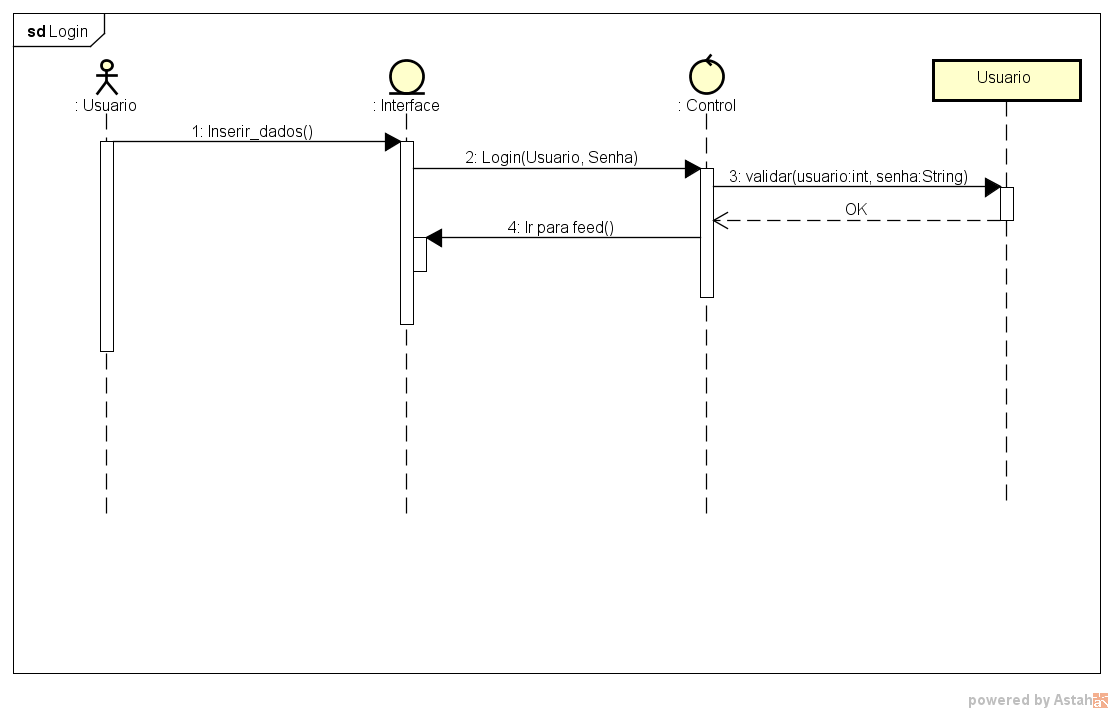 sd Login
: Usuario
: Interface
: Control
Usuario
1: Inserir_dados()
2: Login(Usuario, Senha)
3: validar(usuario:int, senha:String)
OK
4: Ir para feed()
powered by Astah